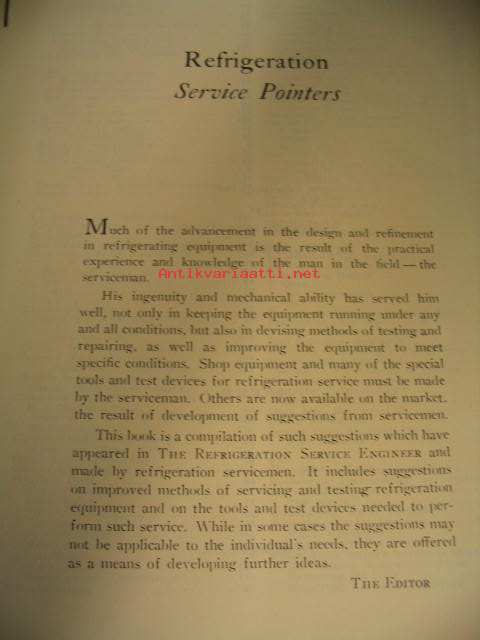 Refrigeration
Service Pointers
Much of the advancement in the design and refinement
in refrigerating equipment is the result of the practical
experience and knowledge of the man in the field — the
serviceman.
Antikvariaatti.net
His ingenuity and mechanical ability has served him
well, not only in keeping the equipment running under any
and all conditions, but also in devising methods of testing and
repairing, as well as improving the equipment to meet
specific conditions. Shop equipment and many of the special
tools and test devices for refrigeration service must be made
by the serviceman. Others are now available on the market,
the result of development of suggestions from servicemen.
This book is a compilation of such suggestions which have
appeared in THE REFRIGERATION SERVICE ENGINEER and
made by refrigeration servicemen. It includes suggestions
on improved methods of servicing and testing refrigeration
equipment and on the tools and test devices needed to per-
form such service. While in some cases the suggestions may
not be applicable to the individual's needs, they are offered
as a means of developing further ideas.
THE EDITOR